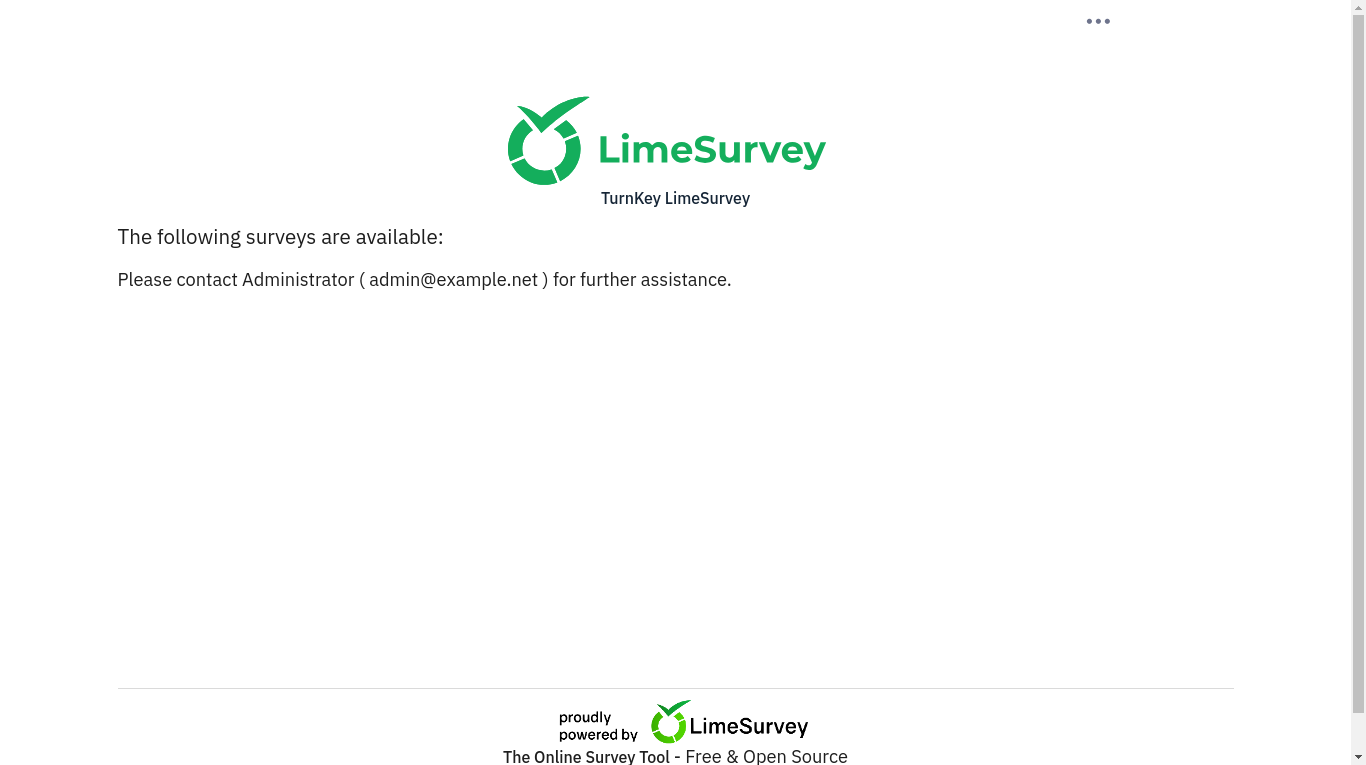 LimeSurvey
TurnKey LimeSurvey
The following surveys are available:
Please contact Administrator ( admin@example.net ) for further assistance.
proudly
powered by LimeSurvey
The Online Survey Tool - Free & Open Source